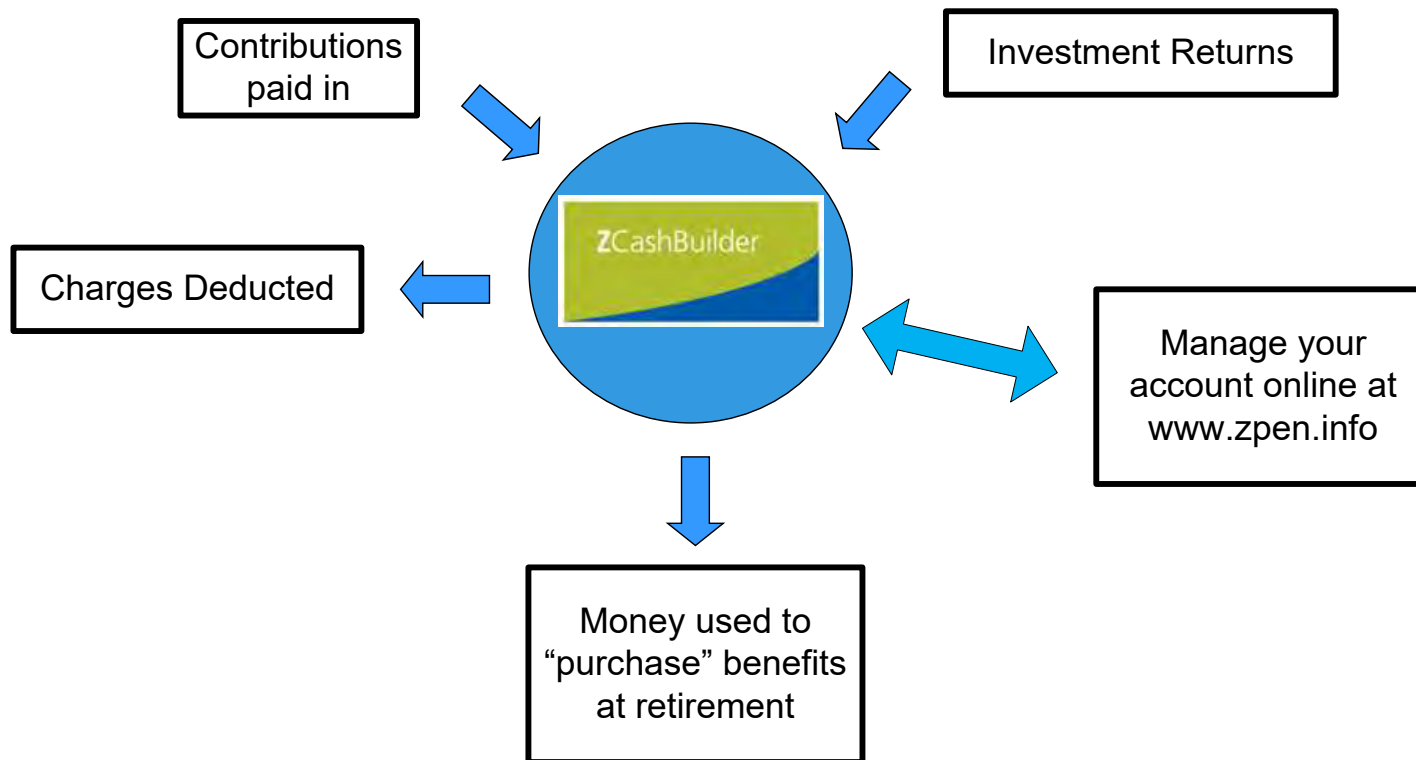 Contributions
paid in
Investment Returns
ZCashBuilder
Charges Deducted
Manage your
account online at
www.zpen.info
Money used to
“purchase” benefits
at retirement